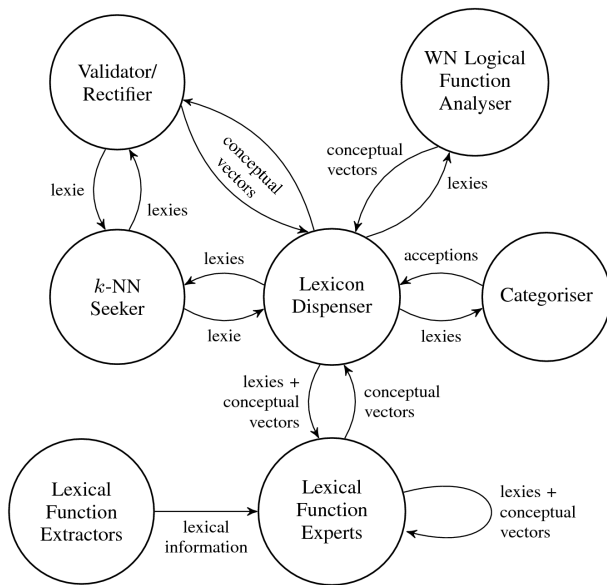 Validator/
Rectifier
WN Logical
Function
Analyser
conceptual
vectors
conceptual
vectors
lexies
lexie
lexies
k-NN
Seeker
lexies
lexie
Lexicon
Dispenser
acceptions
lexies
Categoriser
lexies +
conceptual
vectors
conceptual
vectors
Lexical
Function
Extractors
lexical
information
Lexical
Function
Experts
lexies +
conceptual
vectors